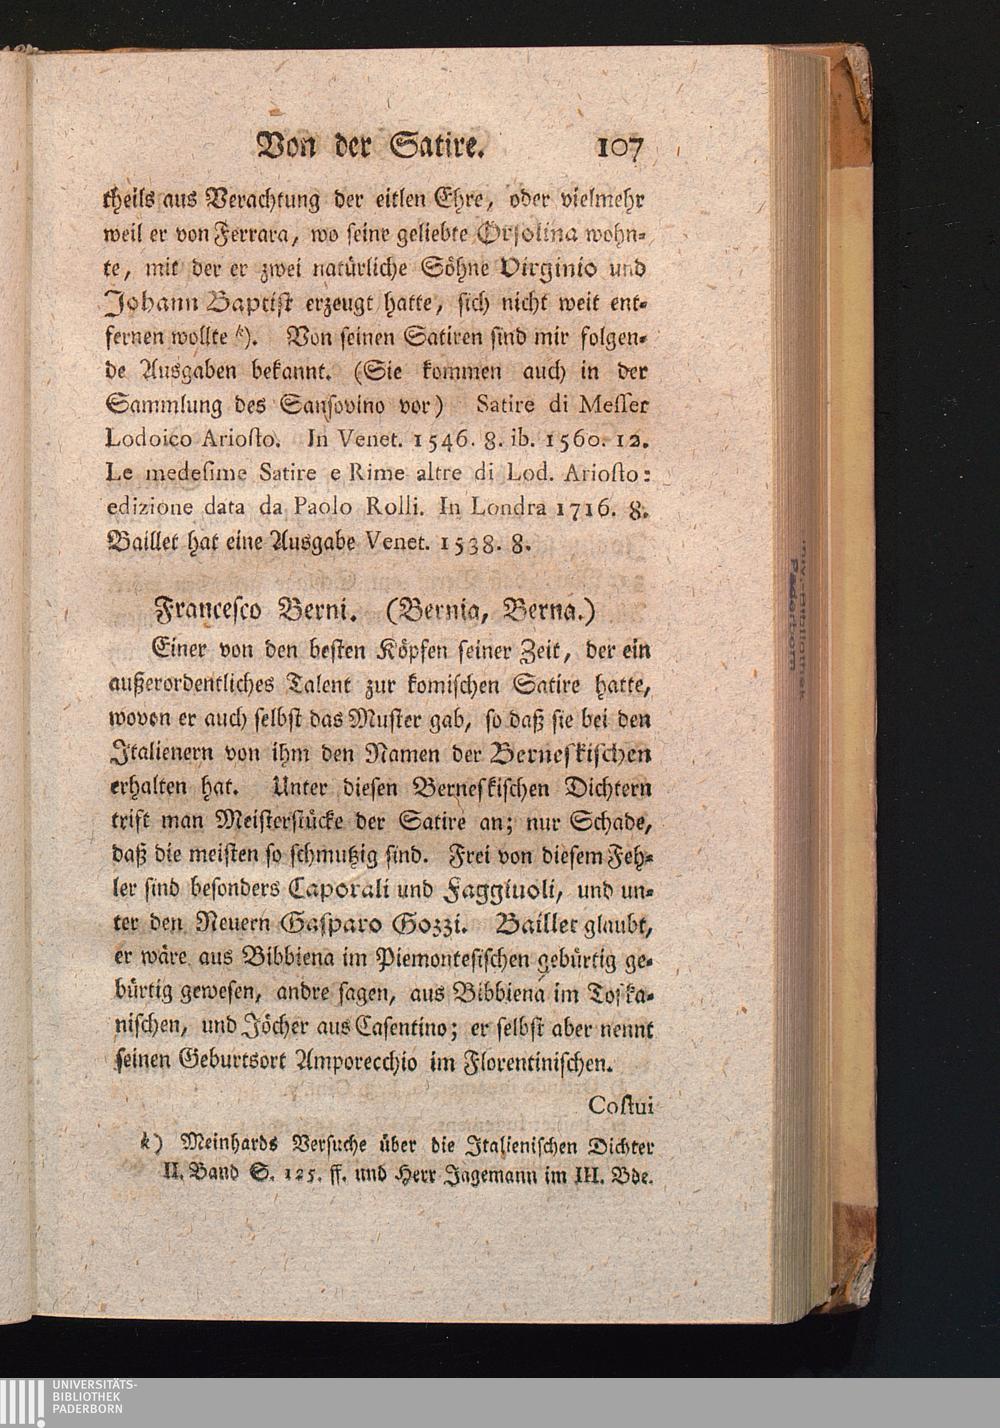 Von der Satire. 107
theils aus Verachtung der eitlen Ehre, oder vielmehr
weil er von Ferrara, wo seine geliebte Orsolina wohn-
te, mit der er zwei natürliche Söhne Virginio und
Johann Baptist erzeugt hatte, sich nicht weit ent-
fernen wollte k). Von seinen Satiren sind mir folgen-
de Ausgaben bekannt. (Sie kommen auch in der
Sammlung des Sansovino vor) Satire di Messer
Lodoico Ariosto. In Venet. 1546. 8. ib. 1560. 12.
Le medesime Satire e Rime altre di Lod. Ariosto:
edizione data da Paolo Rolli. In Londra 1716. 8.
Baillet hat eine Ausgabe Venet. 1538. 8.
Francesco Berni. (Bernia, Berna.)
Einer von den besten Köpfen seiner Zeit, der ein
außerordentliches Talent zur komischen Satire hatte,
wovon er auch selbst das Muster gab, so daß sie bei den
Italienern von ihm den Namen der Berneskischen
erhalten hat. Unter diesen Berneskischen Dichtern
trift man Meisterstücke der Satire an; nur Schade,
daß die meisten so schmutzig sind. Frei von diesem Feh-
ler sind besonders Caporali und Faggiuoli, und un-
ter den Neuern Gasparo Gozzi. Baillet glaubt,
er wäre aus Bibbiena im Piemontesischen gebürtig ge-
bürtig gewesen, andre sagen, aus Bibbiena im Toska-
nischen, und Jöcher aus Casentino; er selbst aber nennt
seinen Geburtsort Amporecchio im Florentinischen.
Costui
k) Meinhards Versuche über die Italienischen Dichter
II. Band S. 125. ff. und Herr Jagemann im III. Bde.
Univ.-Bibliothek
Paderborn
UNIVERSITÄTS-
BIBLIOTHEK
PADERBORN